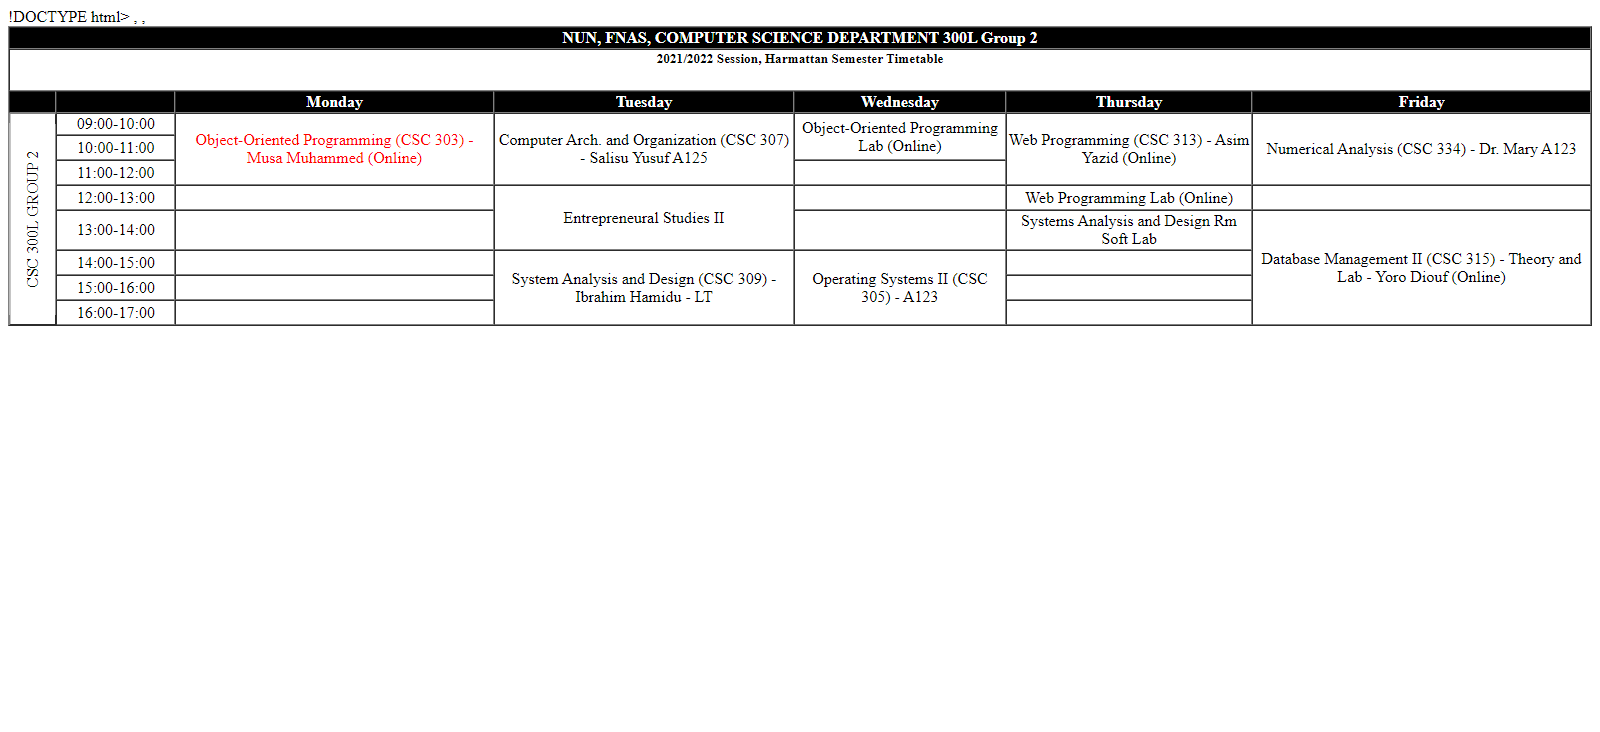 !DOCTYPE html> , ,
NUN, FNAS, COMPUTER SCIENCE DEPARTMENT 300L Group 2
2021/2022 Session, Harmattan Semester Timetable
Monday Tuesday Wednesday Thursday Friday
CSC 300L GROUP 2
09:00-10:00
10:00-11:00
11:00-12:00
Object-Oriented Programming (CSC 303) -
Musa Muhammed (Online)
Computer Arch. and Organization (CSC 307)
- Salisu Yusuf A125
Object-Oriented Programming
Lab (Online)
Web Programming (CSC 313) - Asim
Yazid (Online)
Numerical Analysis (CSC 334) - Dr. Mary A123
12:00-13:00
Entrepreneural Studies II
Web Programming Lab (Online)
13:00-14:00
Systems Analysis and Design Rm
Soft Lab
Database Management II (CSC 315) - Theory and
Lab - Yoro Diouf (Online)
14:00-15:00
15:00-16:00
16:00-17:00
System Analysis and Design (CSC 309) -
Ibrahim Hamidu - LT
Operating Systems II (CSC
305) - A123